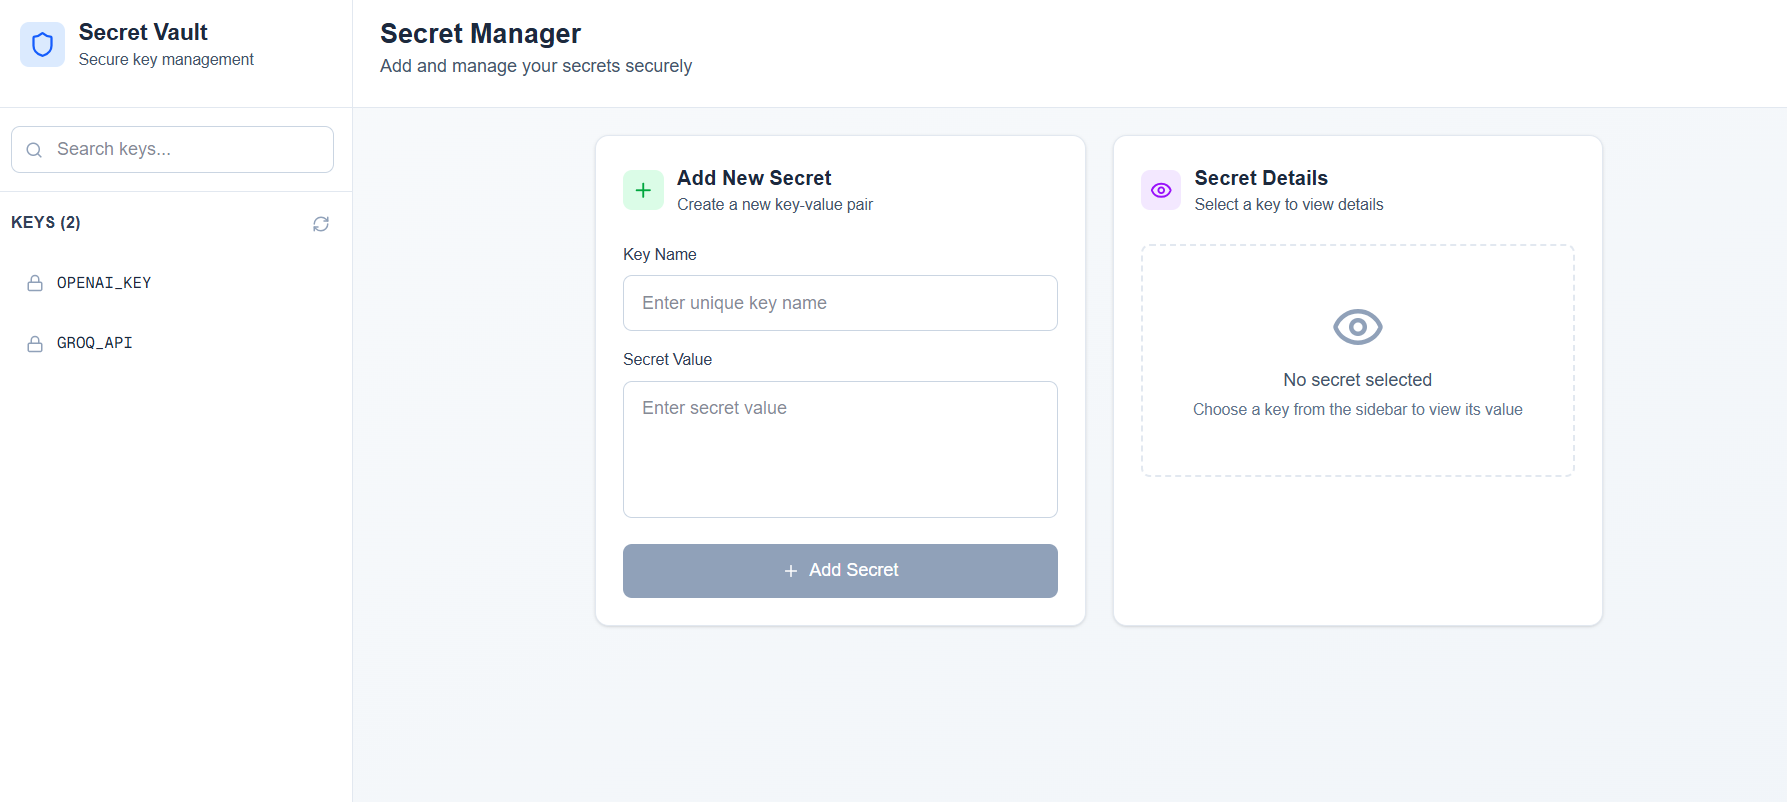 Secret Vault
Secure key management
Secret Manager
Add and manage your secrets securely
Search keys...
KEYS (2)
OPENAI_KEY
GROQ_API
Add New Secret
Create a new key-value pair
Key Name
Enter unique key name
Secret Value
Enter secret value
Add Secret
Secret Details
Select a key to view details
No secret selected
Choose a key from the sidebar to view its value